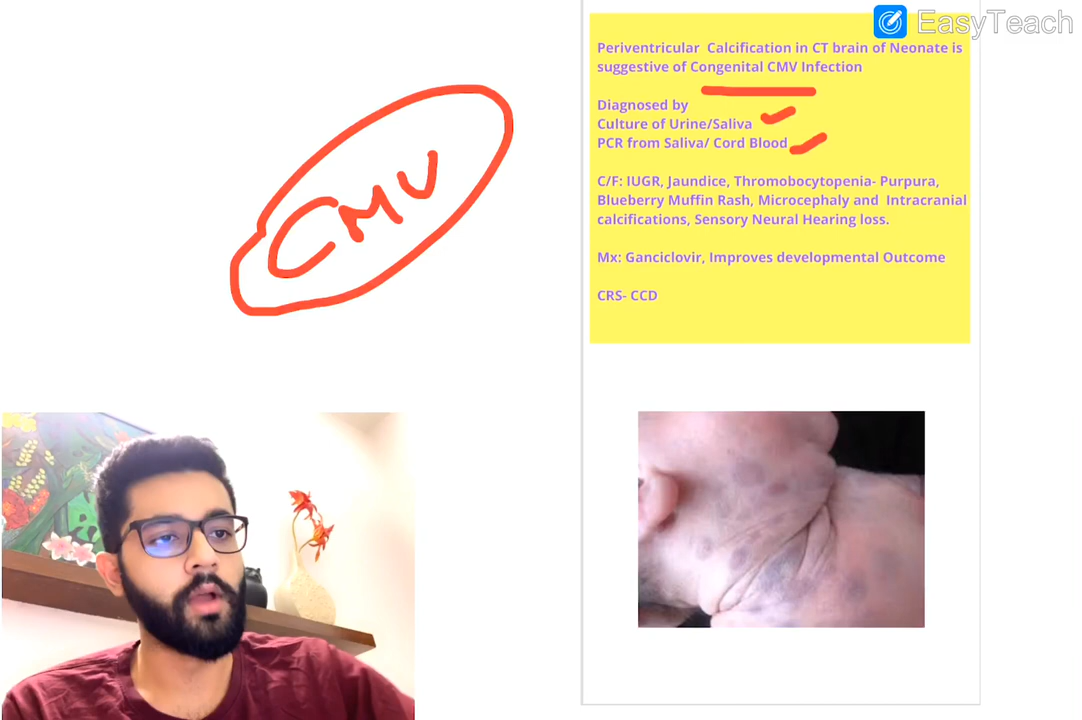 EasyTeach
Periventricular Calcification in CT brain of Neonate is
suggestive of Congenital CMV Infection
Diagnosed by
Culture of Urine/Saliva
PCR from Saliva/ Cord Blood
C/F: IUGR, Jaundice, Thromobocytopenia- Purpura,
Blueberry Muffin Rash, Microcephaly and Intracranial
calcifications, Sensory Neural Hearing loss.
Mx: Ganciclovir, Improves developmental Outcome
CRS- CCD
CMV